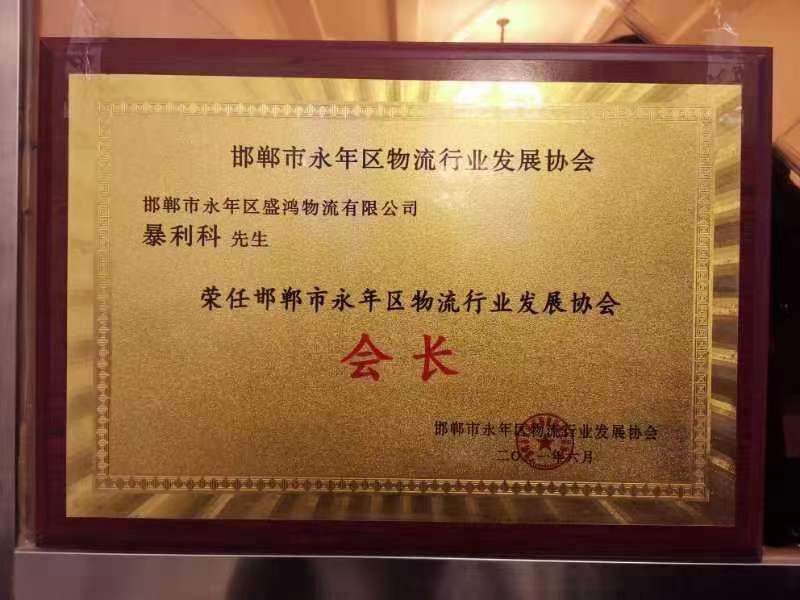 邯郸市永年区物流行业发展协会
邯郸市永年区盛鸿物流有限公司
暴利科 先生
荣任邯郸市永年区物流行业发展协会
会长
邯郸市永年区物流行业发展协会
年六月